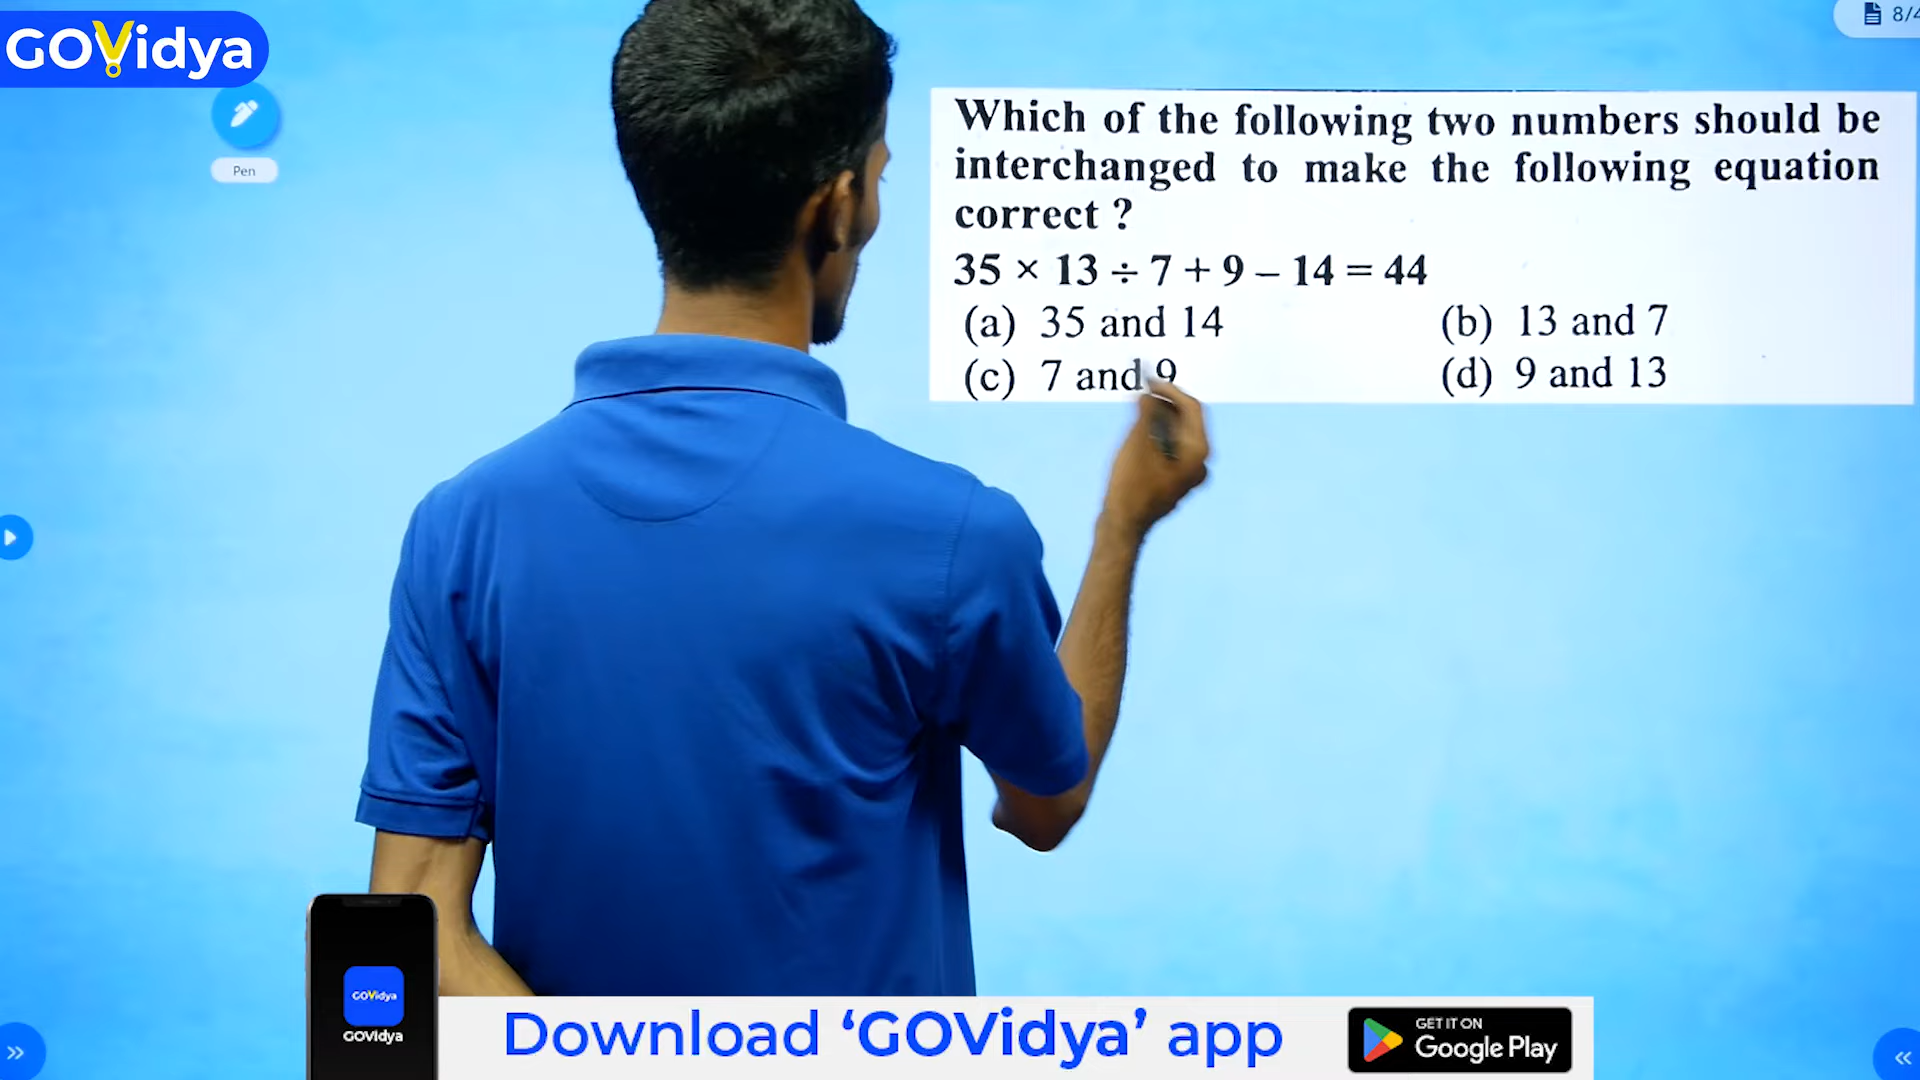 GOVidya
8/4
Pen
Which of the following two numbers should be
interchanged to make the following equation
correct ?
35 × 13 ÷ 7 + 9 – 14 = 44
(a) 35 and 14 (b) 13 and 7
(c) 7 and 9 (d) 9 and 13
GOVidya
GOVidya
Download ‘GOVidya’ app
GET IT ON
Google Play